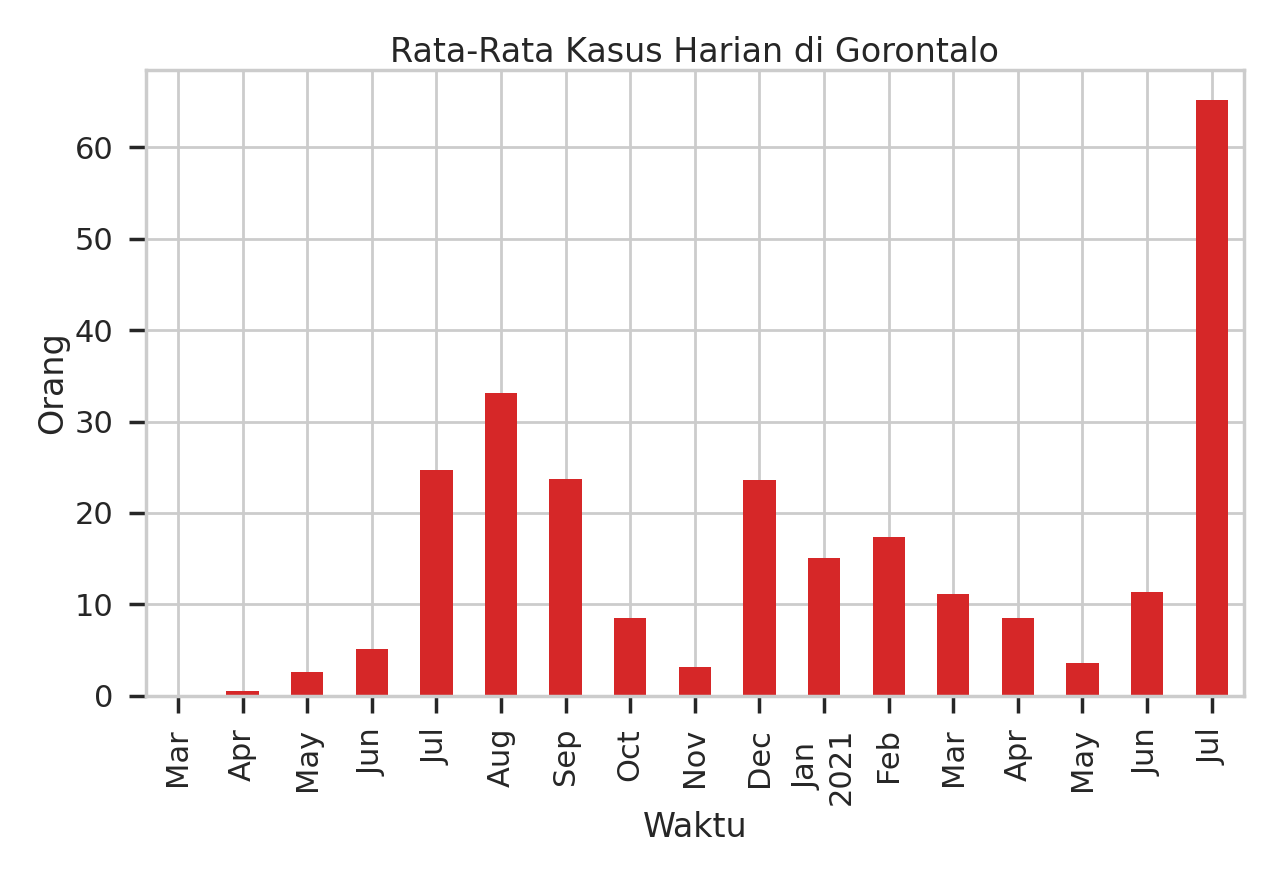 Rata-Rata Kasus Harian di Gorontalo
60
50
40
30
20
10
0
Orang
Mar
Apr
May
Jun
Jul
Aug
Sep
Oct
Nov
Dec
Jan
2021
Feb
Mar
Apr
May
Jun
Jul
Waktu